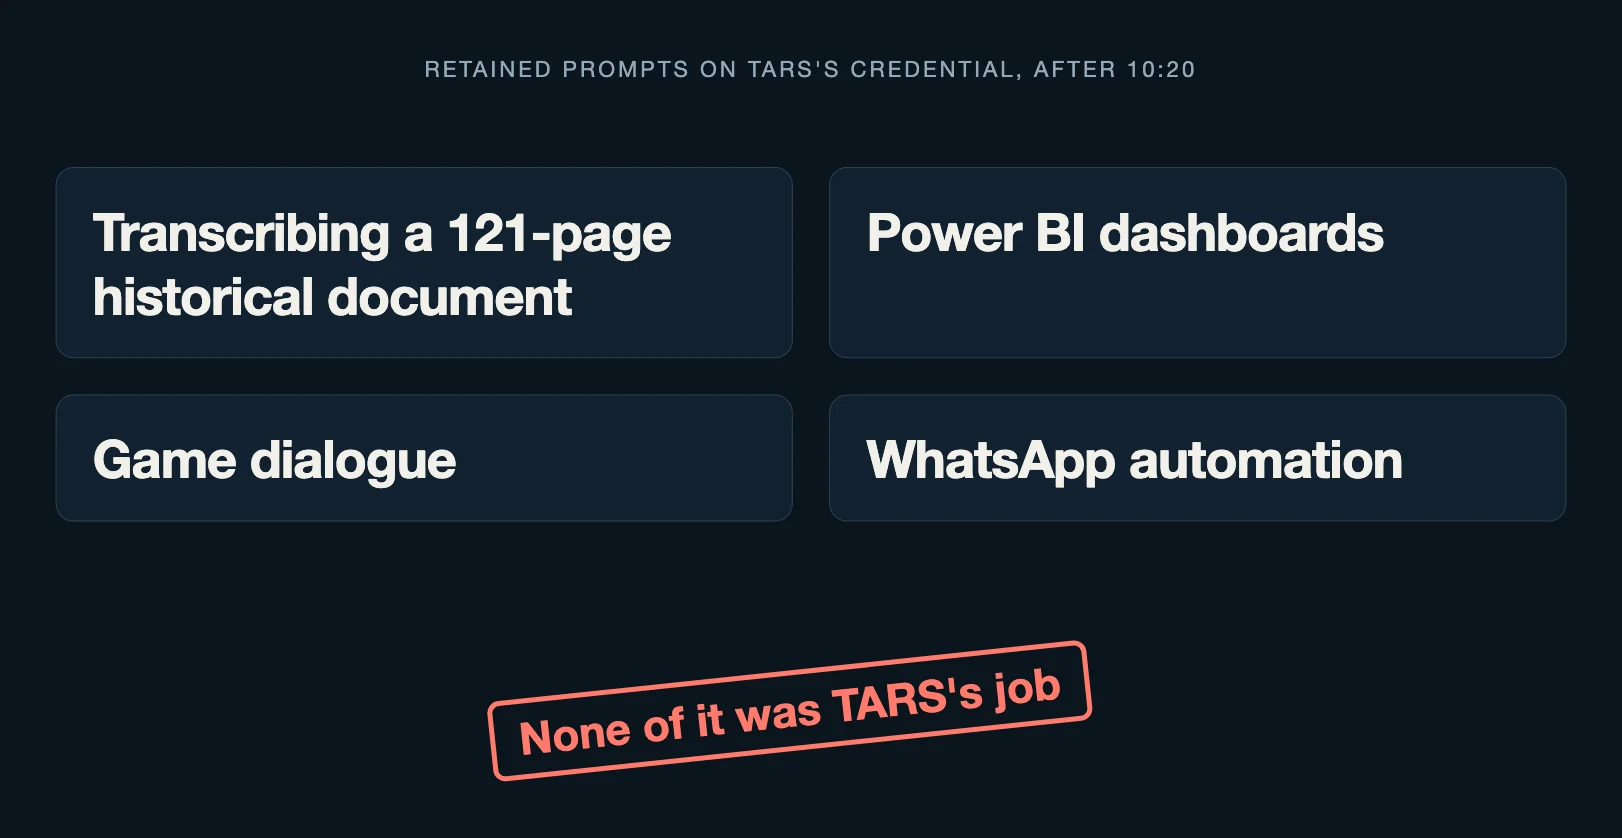 RETAINED PROMPTS ON TARS'S CREDENTIAL, AFTER 10:20
Transcribing a 121-page
historical document
Power BI dashboards
Game dialogue
WhatsApp automation
None of it was TARS's job